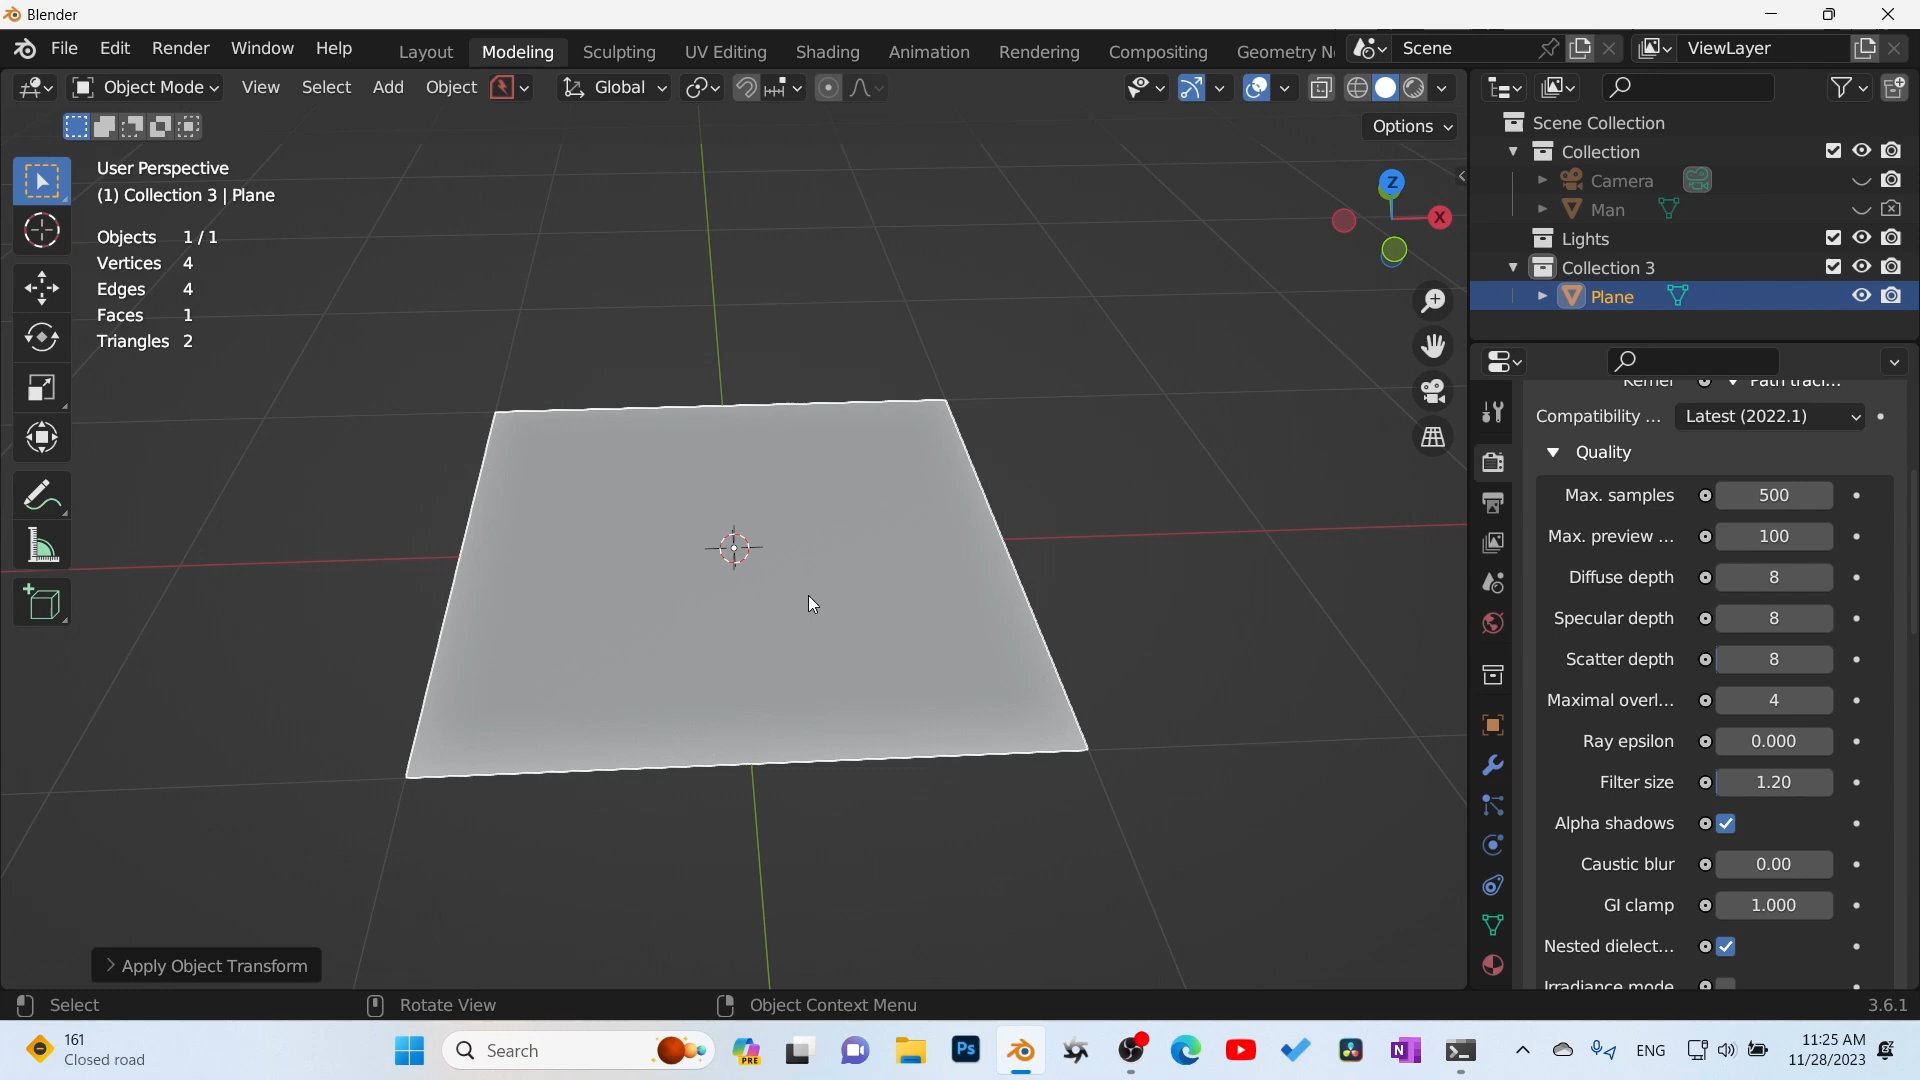 Blender
File Edit Render Window Help
Layout Modeling Sculpting UV Editing Shading Animation Rendering Compositing Geometry N
Scene
ViewLayer
Object Mode View Select Add Object
Global
Options
User Perspective
(1) Collection 3 | Plane
Objects 1/1
Vertices 4
Edges 4
Faces 1
Triangles 2
Z
X
Scene Collection
Collection
Camera
Man
Lights
Collection 3
Plane
Compatibility ... Latest (2022.1)
Quality
Max. samples 500
Max. preview ... 100
Diffuse depth 8
Specular depth 8
Scatter depth 8
Maximal overl... 4
Ray epsilon 0.000
Filter size 1.20
Alpha shadows
Caustic blur 0.00
GI clamp 1.000
Nested dielect...
Irradiance mode
Apply Object Transform
Select Rotate View Object Context Menu
3.6.1
161
Closed road
Search
PRE
Ps
N
ENG
11:25 AM
11/28/2023